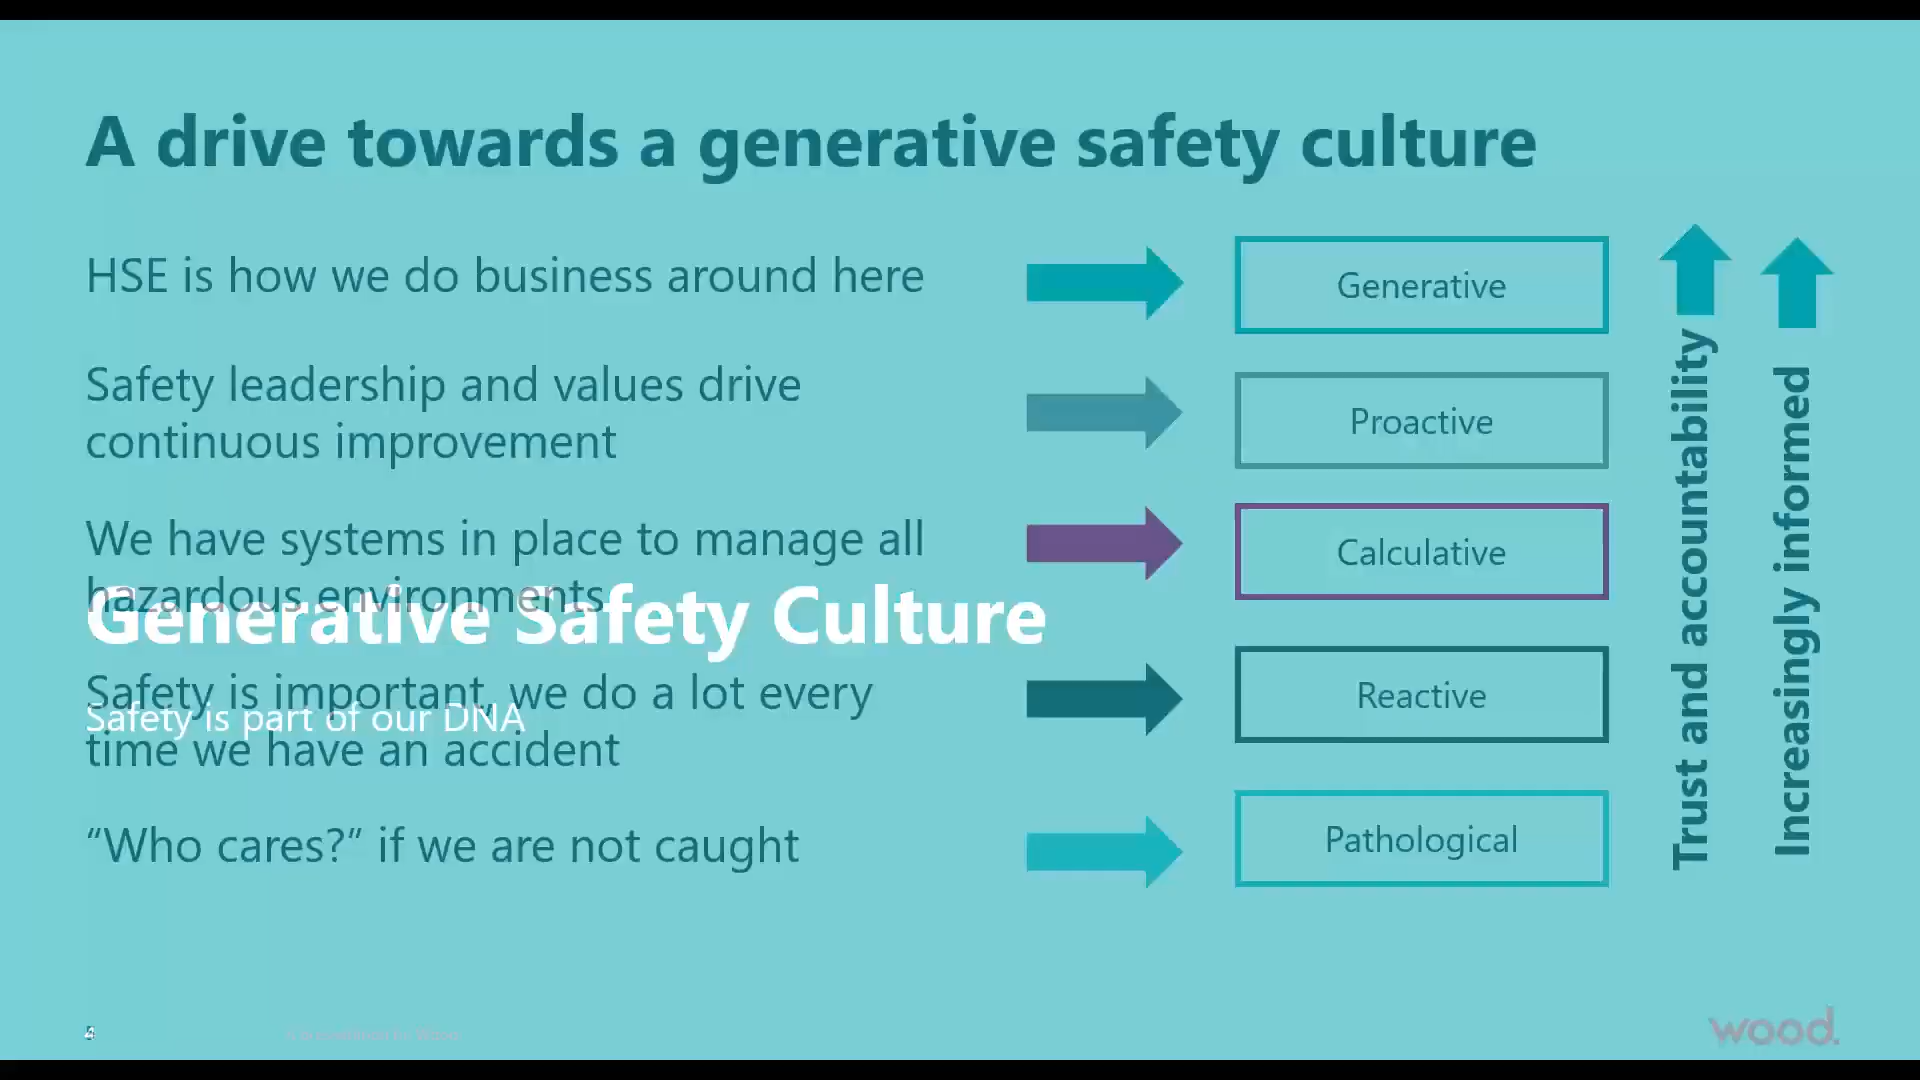 A drive towards a generative safety culture
HSE is how we do business around here
Generative
Safety leadership and values drive
continuous improvement
Proactive
We have systems in place to manage all
hazardous environments
Calculative
Generative Safety Culture
Safety is important, we do a lot every
time we have an accident
Reactive
Safety is part of our DNA
“Who cares?” if we are not caught
Pathological
Trust and accountability
Increasingly informed
A presentation by Wood.
wood.